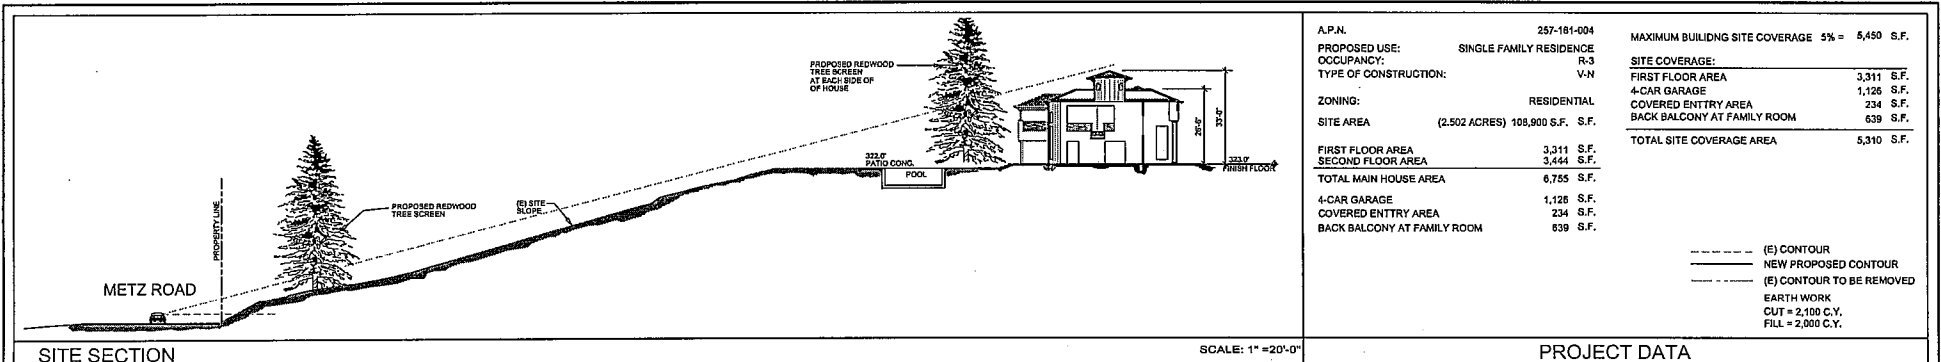 PROPOSED REDWOOD
TREE SCREEN
AT EACH SIDE OF
OF HOUSE
26'-6"
33'-0"
322.0'
PATIO CONC.
POOL
323.0'
FINISH FLOOR
PROPERTY LINE
PROPOSED REDWOOD
TREE SCREEN
(E) SITE
SLOPE
METZ ROAD
SITE SECTION
SCALE: 1" =20'-0"
A.P.N. 257-181-004
PROPOSED USE: SINGLE FAMILY RESIDENCE
OCCUPANCY: R-3
TYPE OF CONSTRUCTION: V-N
ZONING: RESIDENTIAL
SITE AREA (2.502 ACRES) 108,900 S.F. S.F.
FIRST FLOOR AREA 3,311 S.F.
SECOND FLOOR AREA 3,444 S.F.
TOTAL MAIN HOUSE AREA 6,755 S.F.
4-CAR GARAGE 1,126 S.F.
COVERED ENTTRY AREA 234 S.F.
BACK BALCONY AT FAMILY ROOM 639 S.F.
MAXIMUM BUILIDNG SITE COVERAGE 5% = 5,450 S.F.
SITE COVERAGE:
FIRST FLOOR AREA 3,311 S.F.
4-CAR GARAGE 1,126 S.F.
COVERED ENTTRY AREA 234 S.F.
BACK BALCONY AT FAMILY ROOM 639 S.F.
TOTAL SITE COVERAGE AREA 5,310 S.F.
(E) CONTOUR
NEW PROPOSED CONTOUR
(E) CONTOUR TO BE REMOVED
EARTH WORK
CUT = 2,100 C.Y.
FILL = 2,000 C.Y.
PROJECT DATA